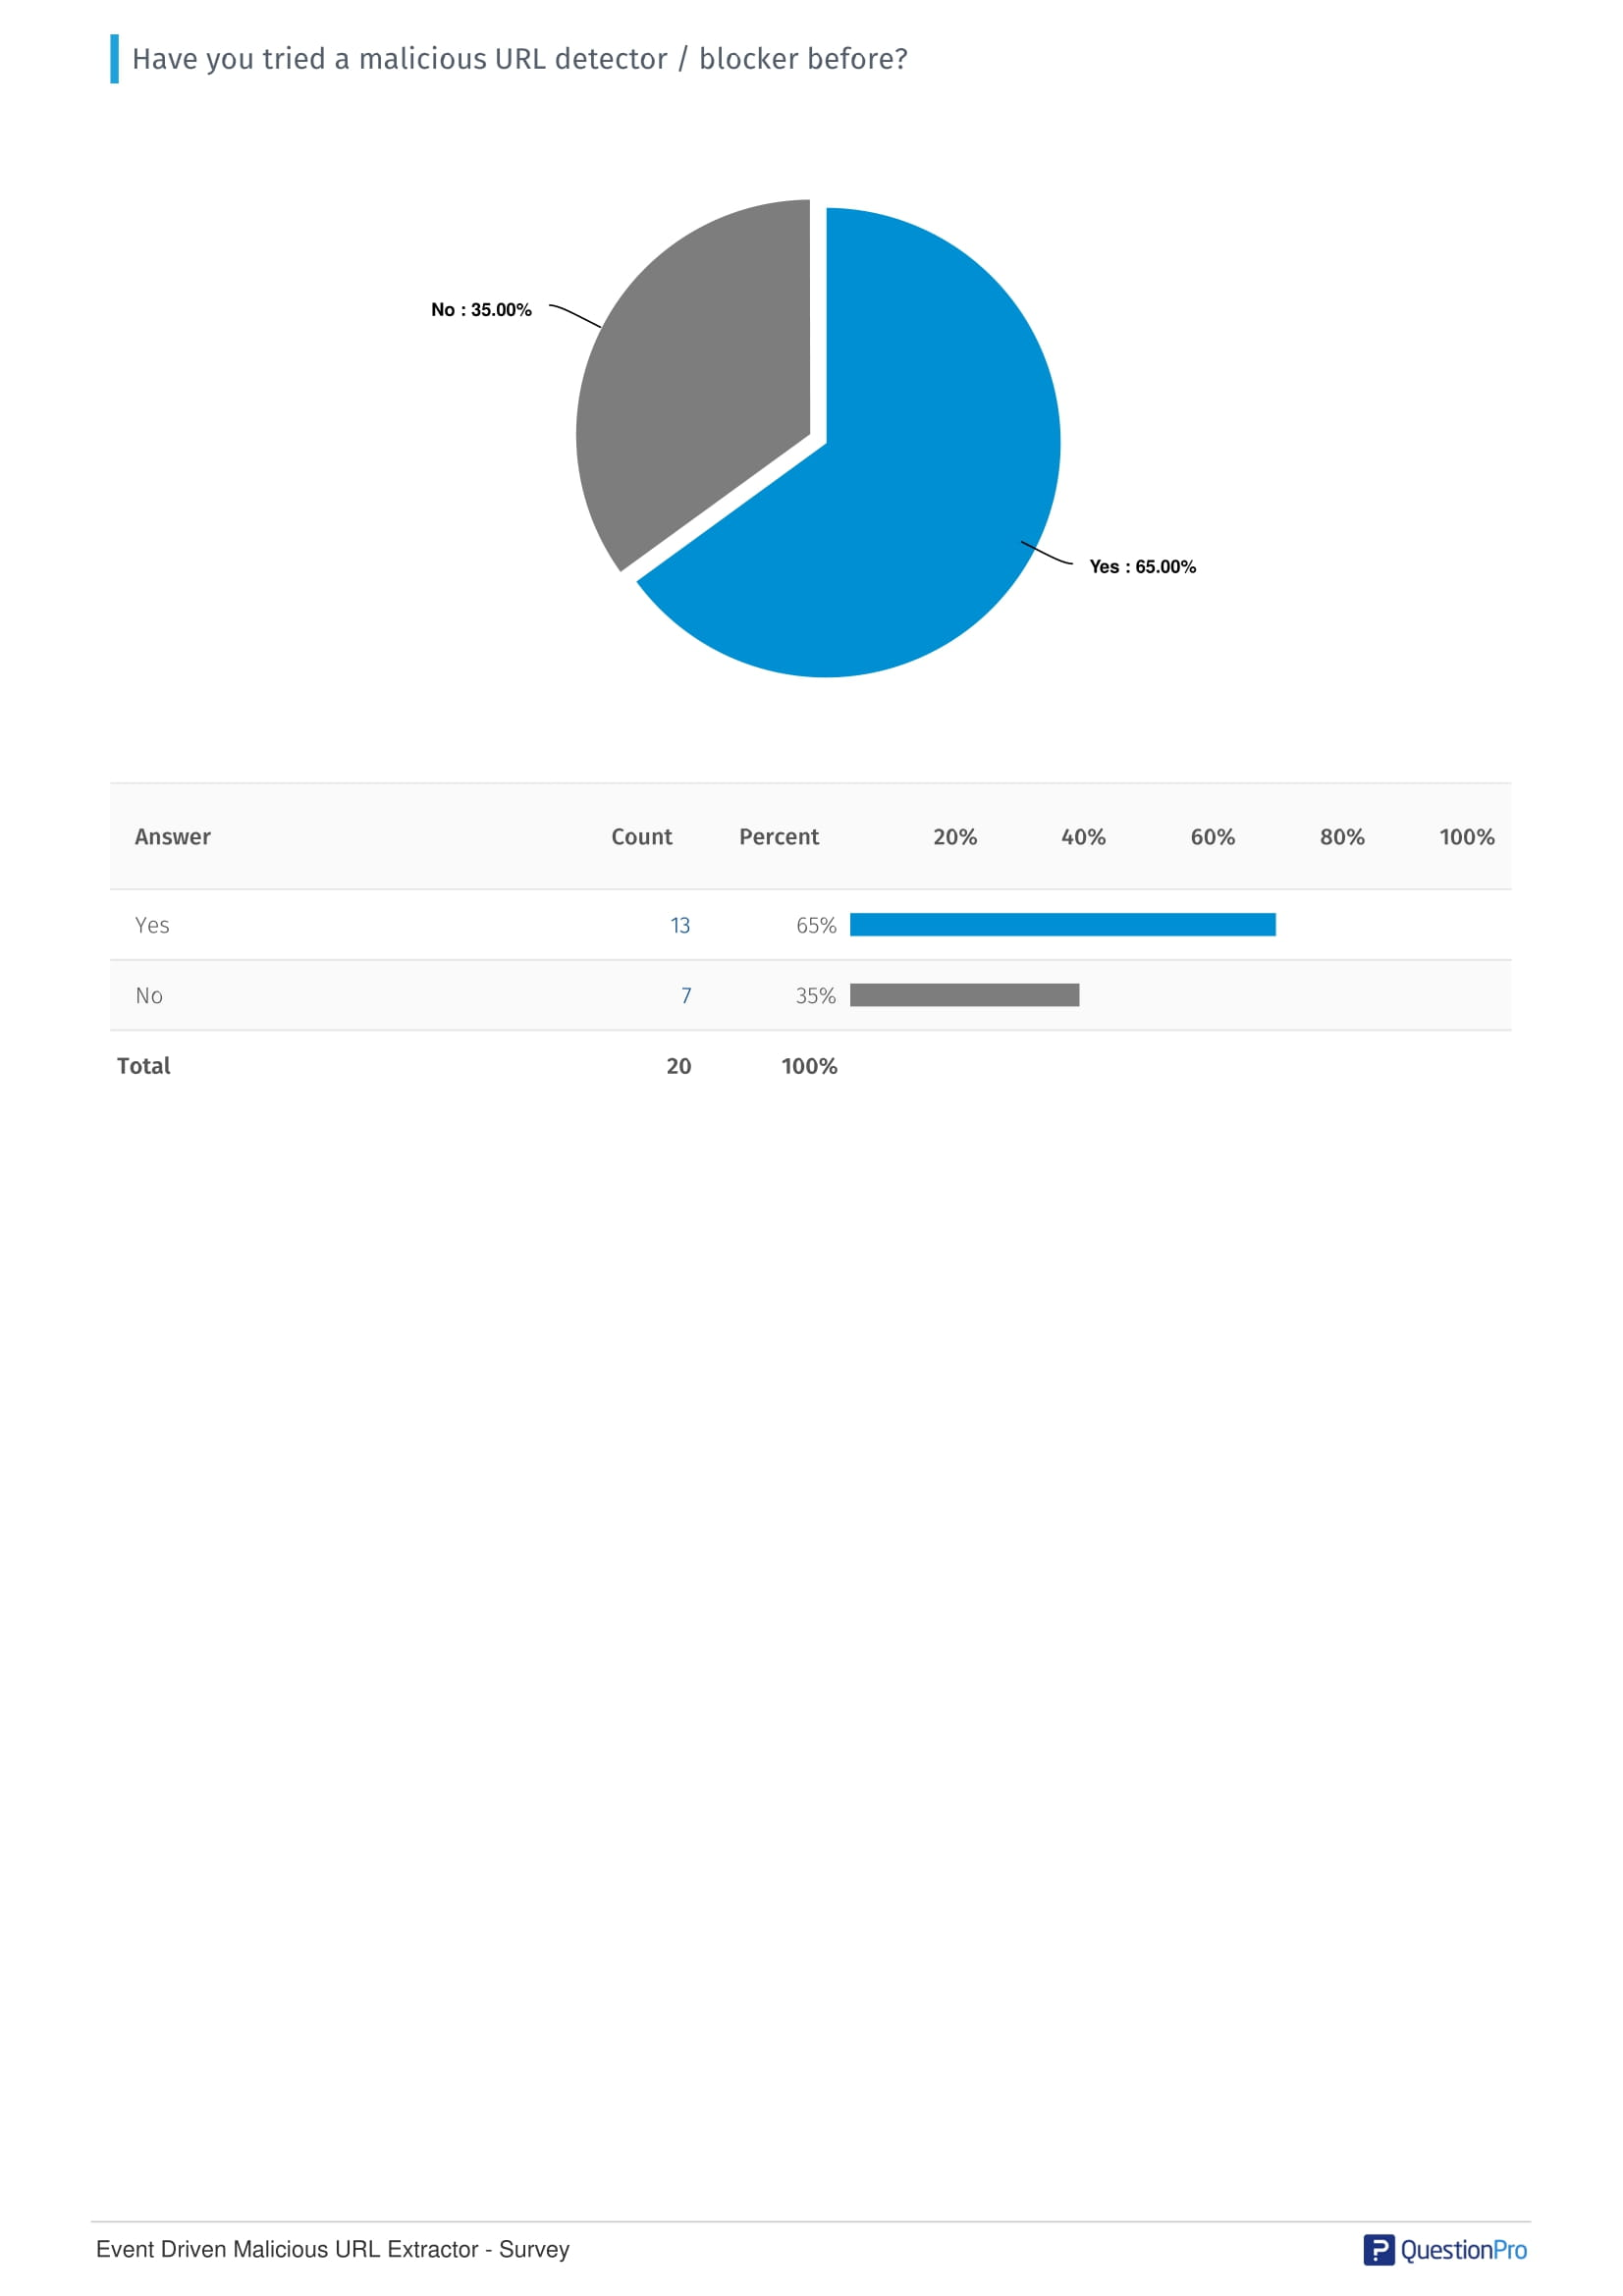 Have you tried a malicious URL detector / blocker before?
No : 35.00%
Yes : 65.00%
Answer Count Percent 20% 40% 60% 80% 100%
Yes 13 65%
No 7 35%
Total 20 100%
Event Driven Malicious URL Extractor - Survey
QuestionPro